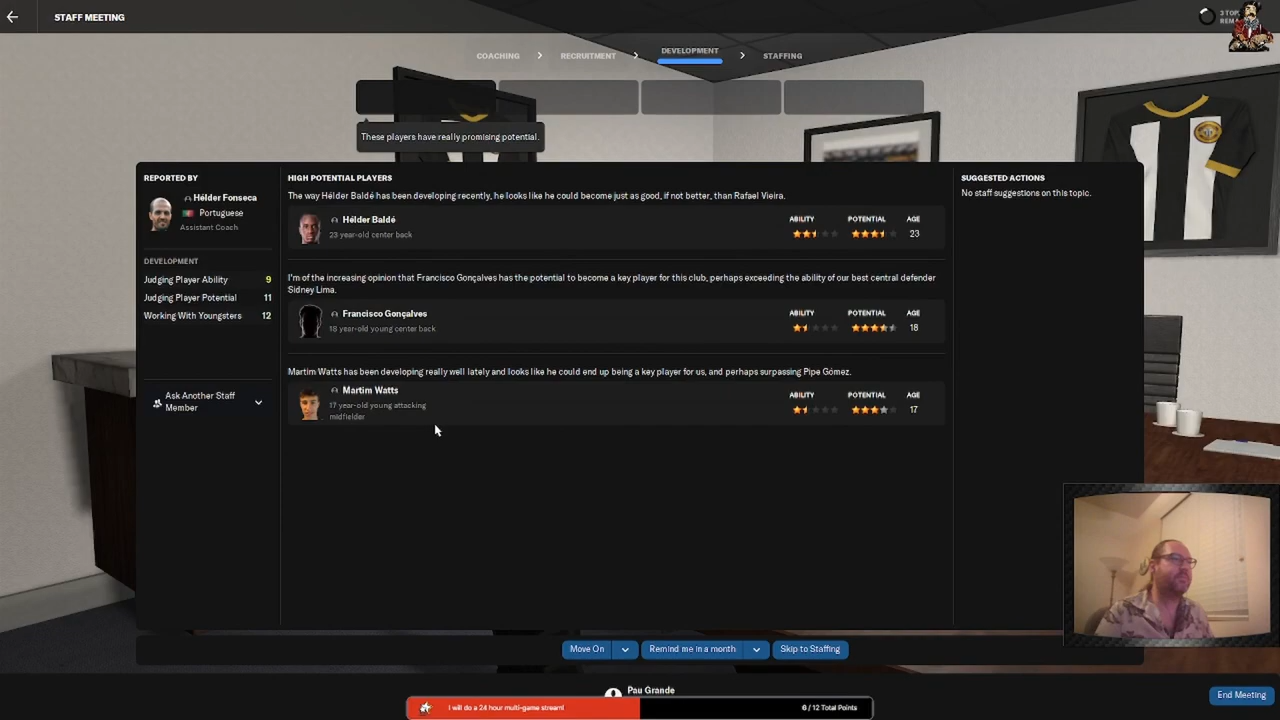 STAFF MEETING
3 TOP
REMA
COACHING
RECRUITMENT
DEVELOPMENT
STAFFING
These players have really promising potential.
REPORTED BY
Hélder Fonseca
Portuguese
Assistant Coach
DEVELOPMENT
Judging Player Ability 9
Judging Player Potential 11
Working With Youngsters 12
Ask Another Staff
Member
HIGH POTENTIAL PLAYERS
The way Hélder Baldé has been developing recently, he looks like he could become just as good, if not better, than Rafael Vieira.
Hélder Baldé
23 year-old center back
ABILITY POTENTIAL AGE
23
I'm of the increasing opinion that Francisco Gonçalves has the potential to become a key player for this club, perhaps exceeding the ability of our best central defender
Sidney Lima.
Francisco Gonçalves
18 year-old young center back
ABILITY POTENTIAL AGE
18
Martim Watts has been developing really well lately and looks like he could end up being a key player for us, and perhaps surpassing Pipe Gómez.
Martim Watts
17 year-old young attacking
midfielder
ABILITY POTENTIAL AGE
17
SUGGESTED ACTIONS
No staff suggestions on this topic.
Move On
Remind me in a month
Skip to Staffing
Pau Grande
End Meeting
I will do a 24 hour multi-game stream!
6 / 12 Total Points